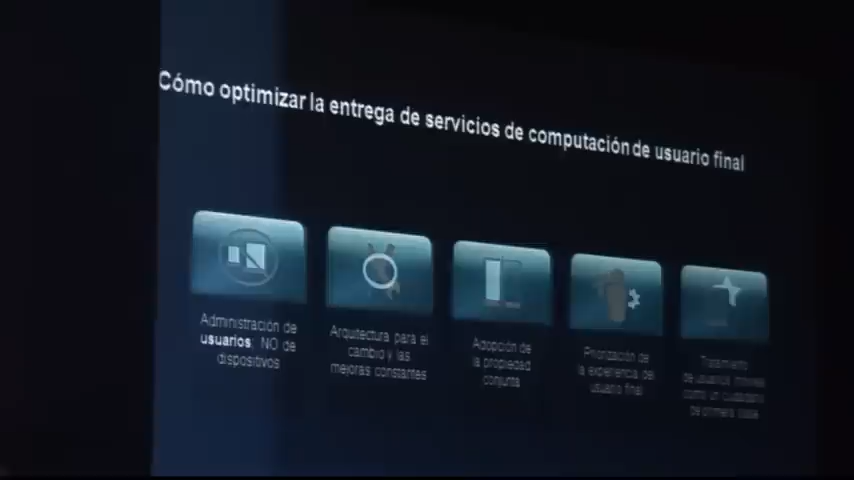 Cómo optimizar la entrega de servicios de computación de usuario final
Administración de
usuarios; NO de
dispositivos
Arquitectura para el
cambio y las
mejoras constantes
Adopción de
la propiedad
conjunta
Priorización de
la experiencia del
usuario final
Tratamiento
de usuarios móviles
como un ciudadano
de primera clase